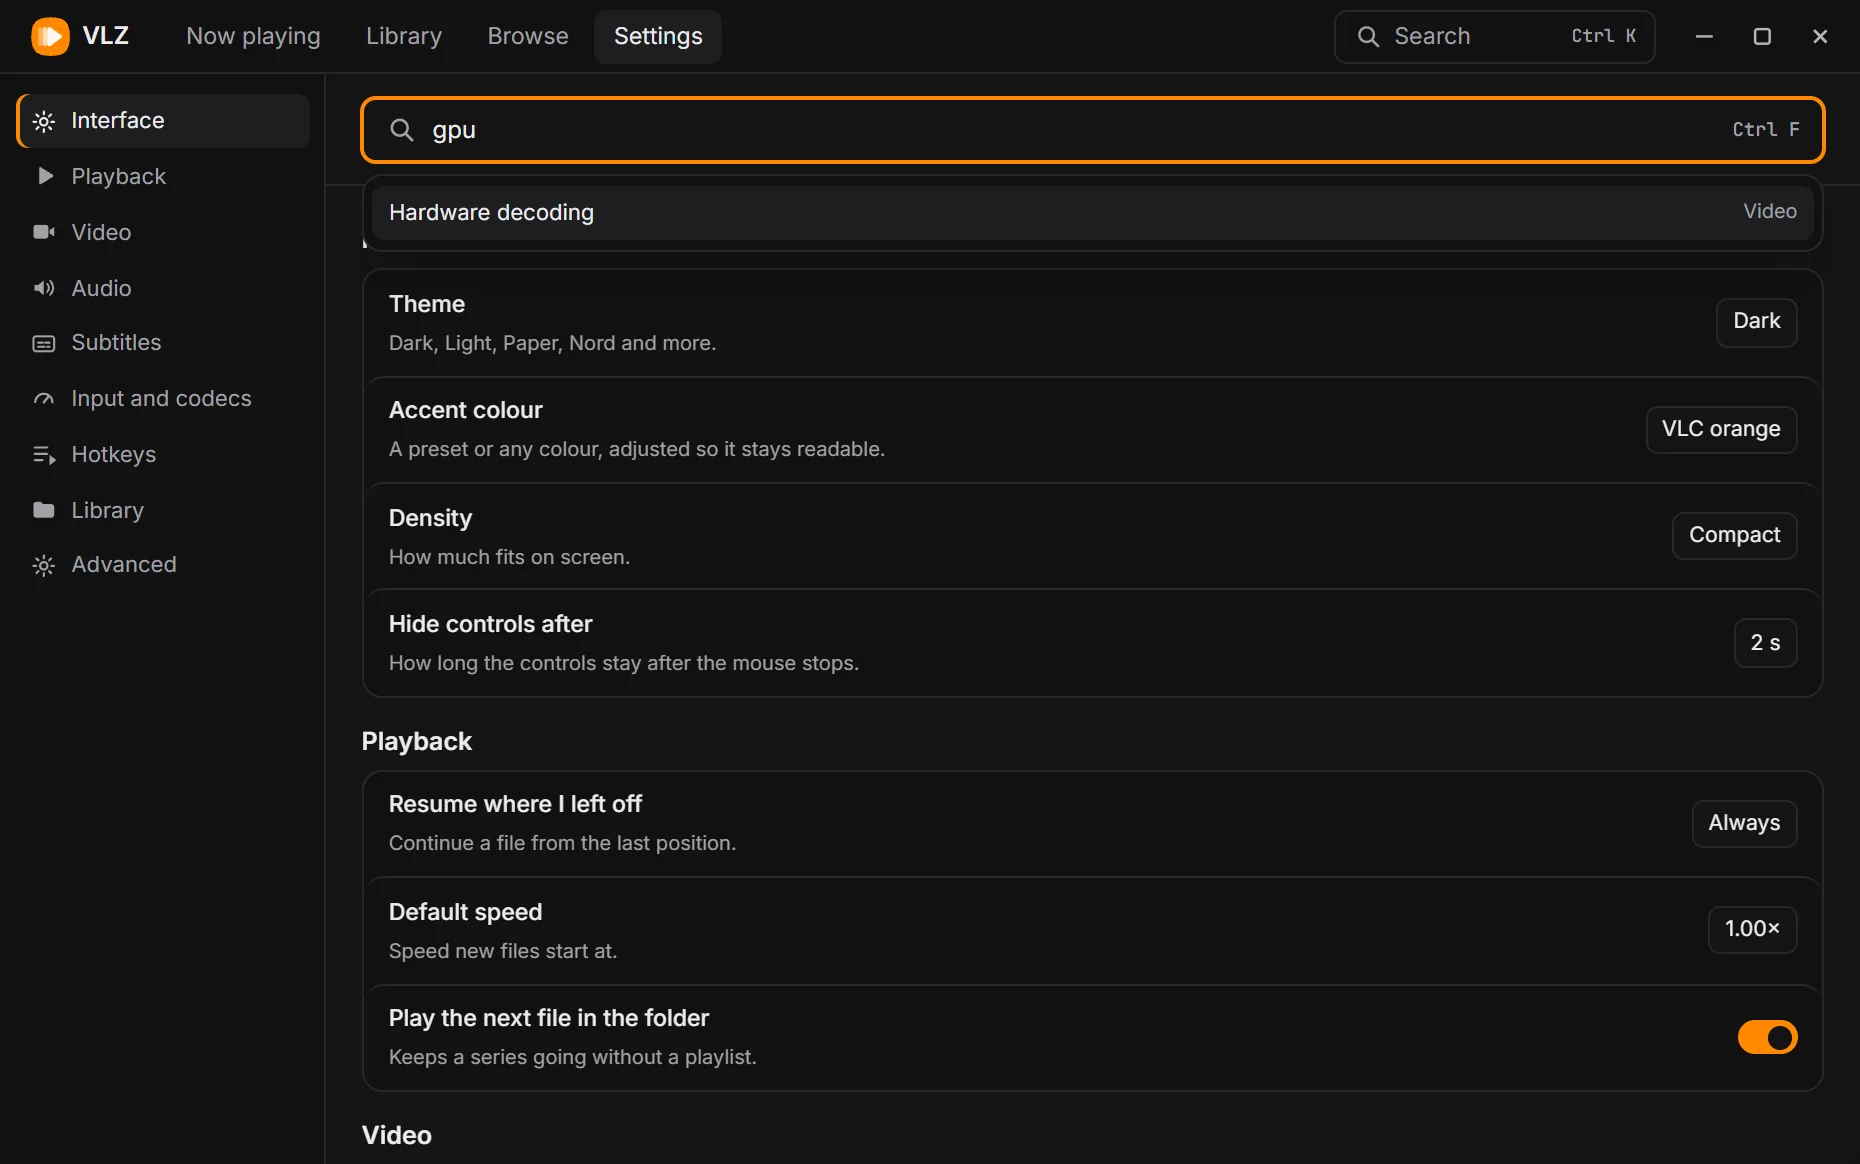 VLZ
Now playing
Library
Browse
Settings
Search
Ctrl K
Interface
Playback
Video
Audio
Subtitles
Input and codecs
Hotkeys
Library
Advanced
gpu
Ctrl F
Hardware decoding
Video
Theme
Dark, Light, Paper, Nord and more.
Dark
Accent colour
A preset or any colour, adjusted so it stays readable.
VLC orange
Density
How much fits on screen.
Compact
Hide controls after
How long the controls stay after the mouse stops.
2 s
Playback
Resume where I left off
Continue a file from the last position.
Always
Default speed
Speed new files start at.
1.00×
Play the next file in the folder
Keeps a series going without a playlist.
Video